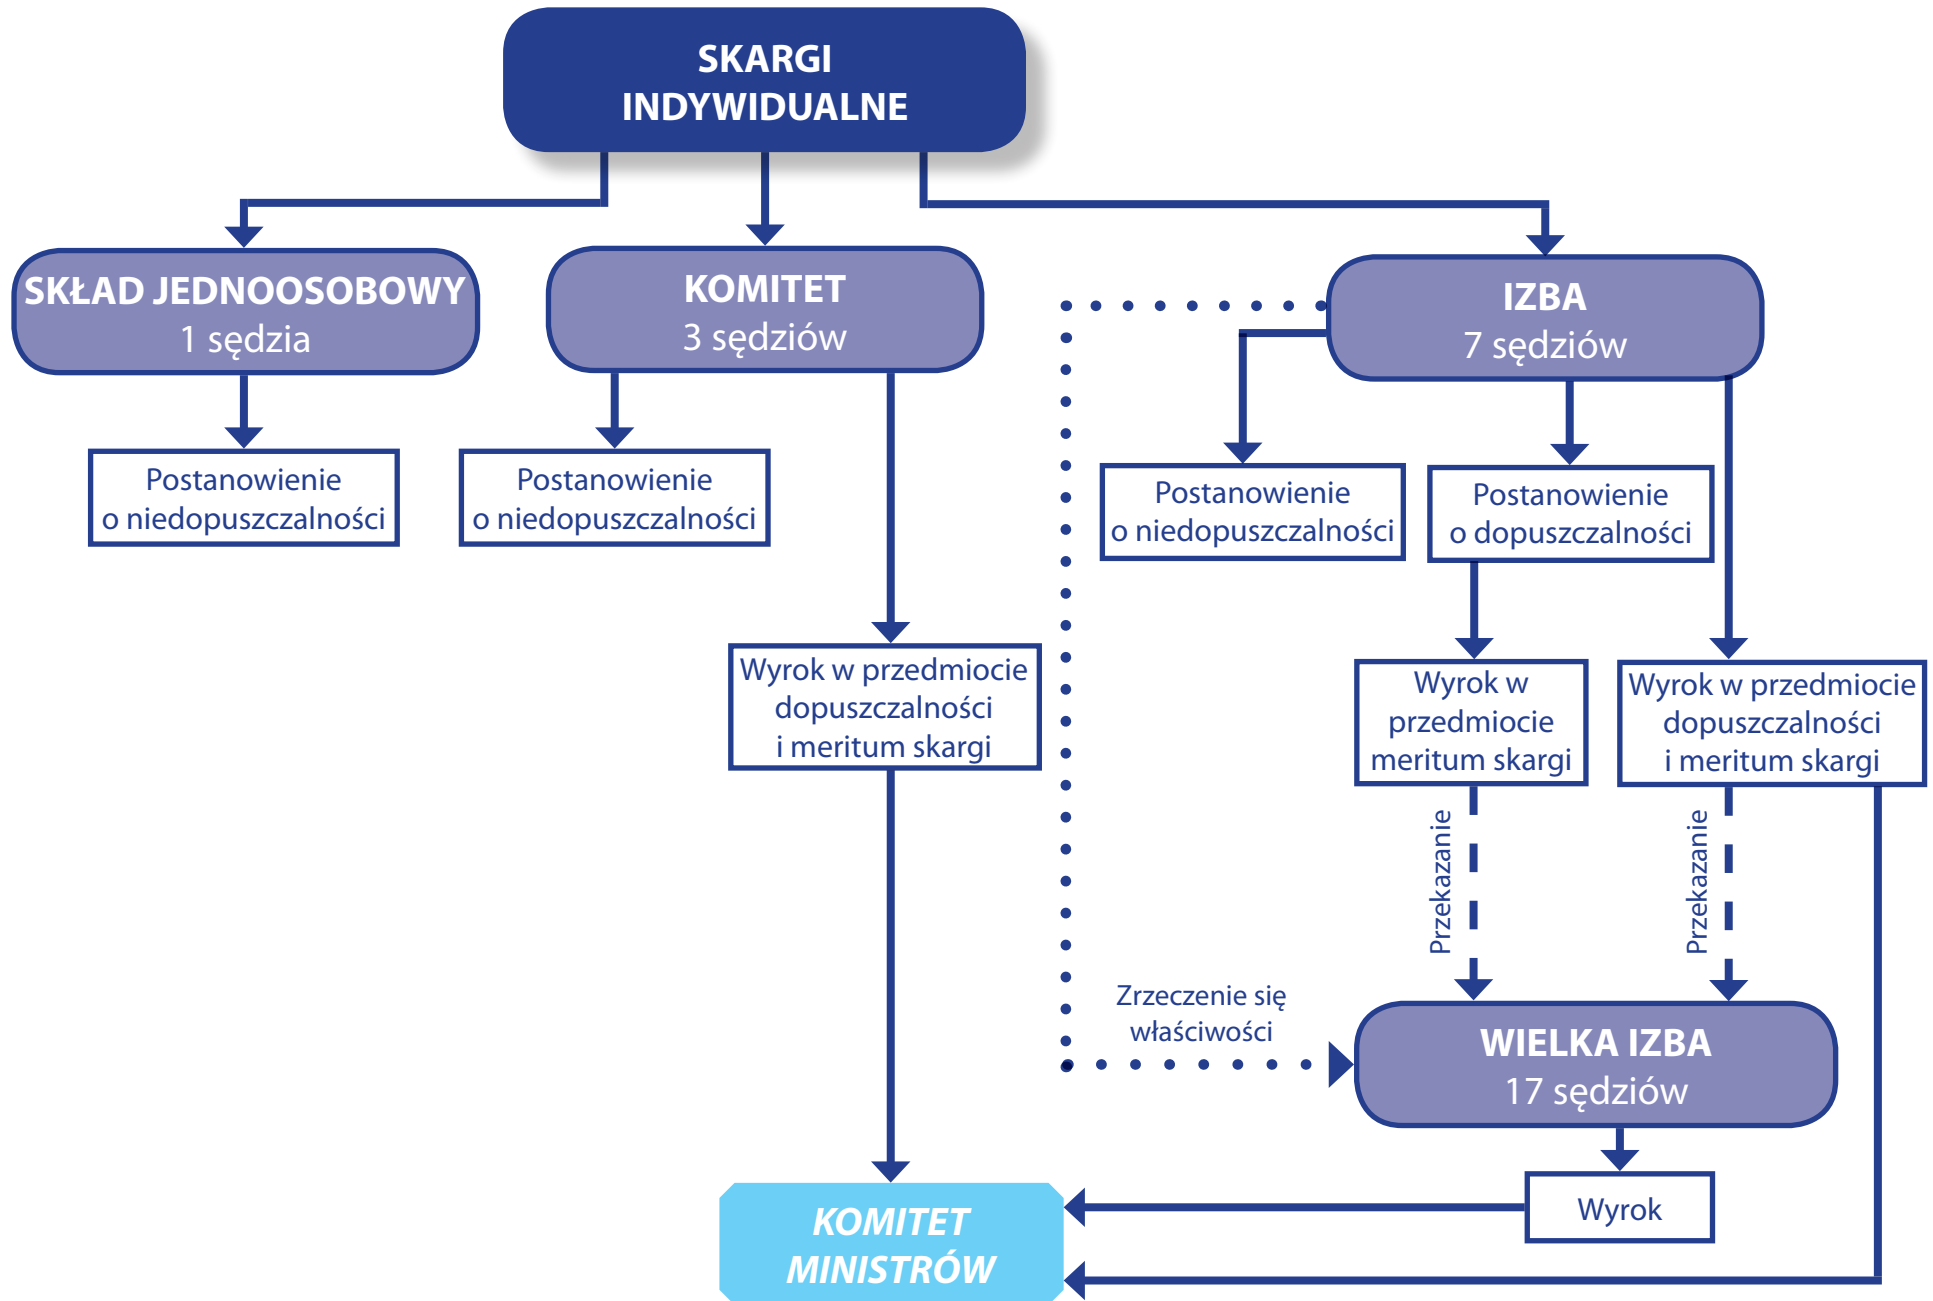 SKARGI
INDYWIDUALNE
SKŁAD JEDNOOSOBOWY
1 sędzia
KOMITET
3 sędziów
IZBA
7 sędziów
Postanowienie
o niedopuszczalności
Postanowienie
o niedopuszczalności
Postanowienie
o niedopuszczalności
Postanowienie
o dopuszczalności
Wyrok w przedmiocie
dopuszczalności
i meritum skargi
Wyrok w
przedmiocie
meritum skargi
Wyrok w przedmiocie
dopuszczalności
i meritum skargi
Przekazanie
Przekazanie
Zrzeczenie się
właściwości
WIELKA IZBA
17 sędziów
Wyrok
KOMITET
MINISTRÓW